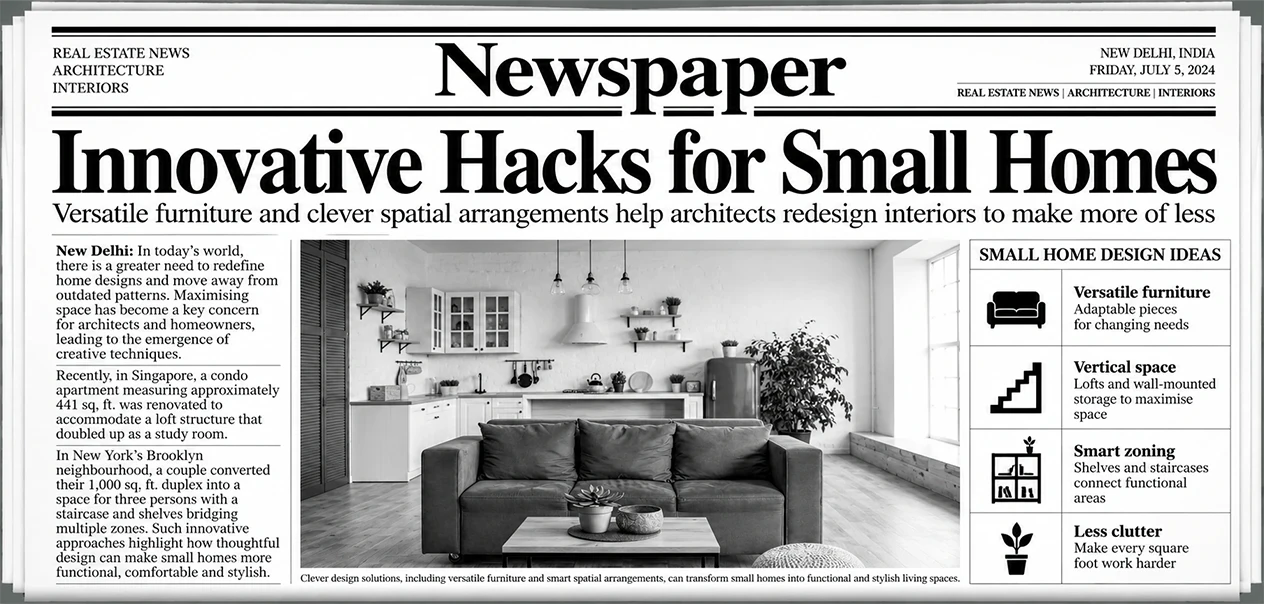 REAL ESTATE NEWS
ARCHITECTURE
INTERIORS
Newspaper
NEW DELHI, INDIA
FRIDAY, JULY 5, 2024
REAL ESTATE NEWS | ARCHITECTURE | INTERIORS
Innovative Hacks for Small Homes
Versatile furniture and clever spatial arrangements help architects redesign interiors to make more of less
New Delhi: In today's world,
there is a greater need to redefine
home designs and move away from
outdated patterns. Maximising
space has become a key concern
for architects and homeowners,
leading to the emergence of
creative techniques.
Recently, in Singapore, a condo
apartment measuring approximately
441 sq, ft. was renovated to
accommodate a loft structure that
doubled up as a study room.
In New York's Brooklyn
neighbourhood, a couple converted
their 1,000 sq, ft. duplex into a
space for three persons with a
staircase and shelves bridging
multiple zones. Such innovative
approaches highlight how thoughtful
design can make small homes more
functional, comfortable and stylish.
Clever design solutions, including versatile furniture and smart spatial arrangements, can transform small homes into functional and stylish living spaces.
SMALL HOME DESIGN IDEAS
Versatile furniture
Adaptable pieces
for changing needs
Vertical space
Lofts and wall-mounted
storage to maximise
space
Smart zoning
Shelves and staircases
connect functional
areas
Less clutter
Make every square
foot work harder